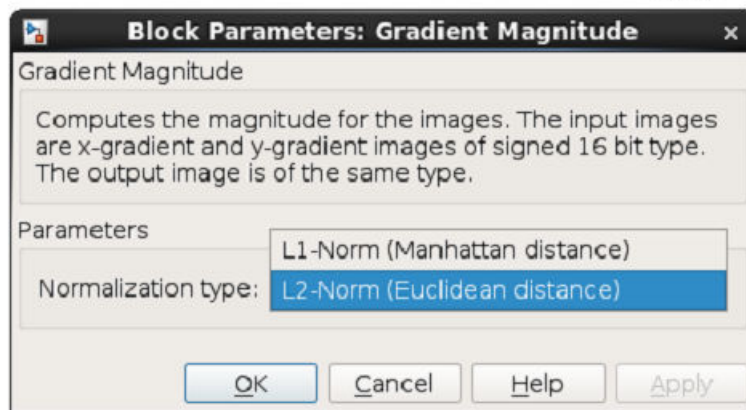 Block Parameters: Gradient Magnitude
Gradient Magnitude
Computes the magnitude for the images. The input images
are x-gradient and y-gradient images of signed 16 bit type.
The output image is of the same type.
Parameters
L1-Norm (Manhattan distance)
Normalization type: L2-Norm (Euclidean distance)
OK Cancel Help Apply